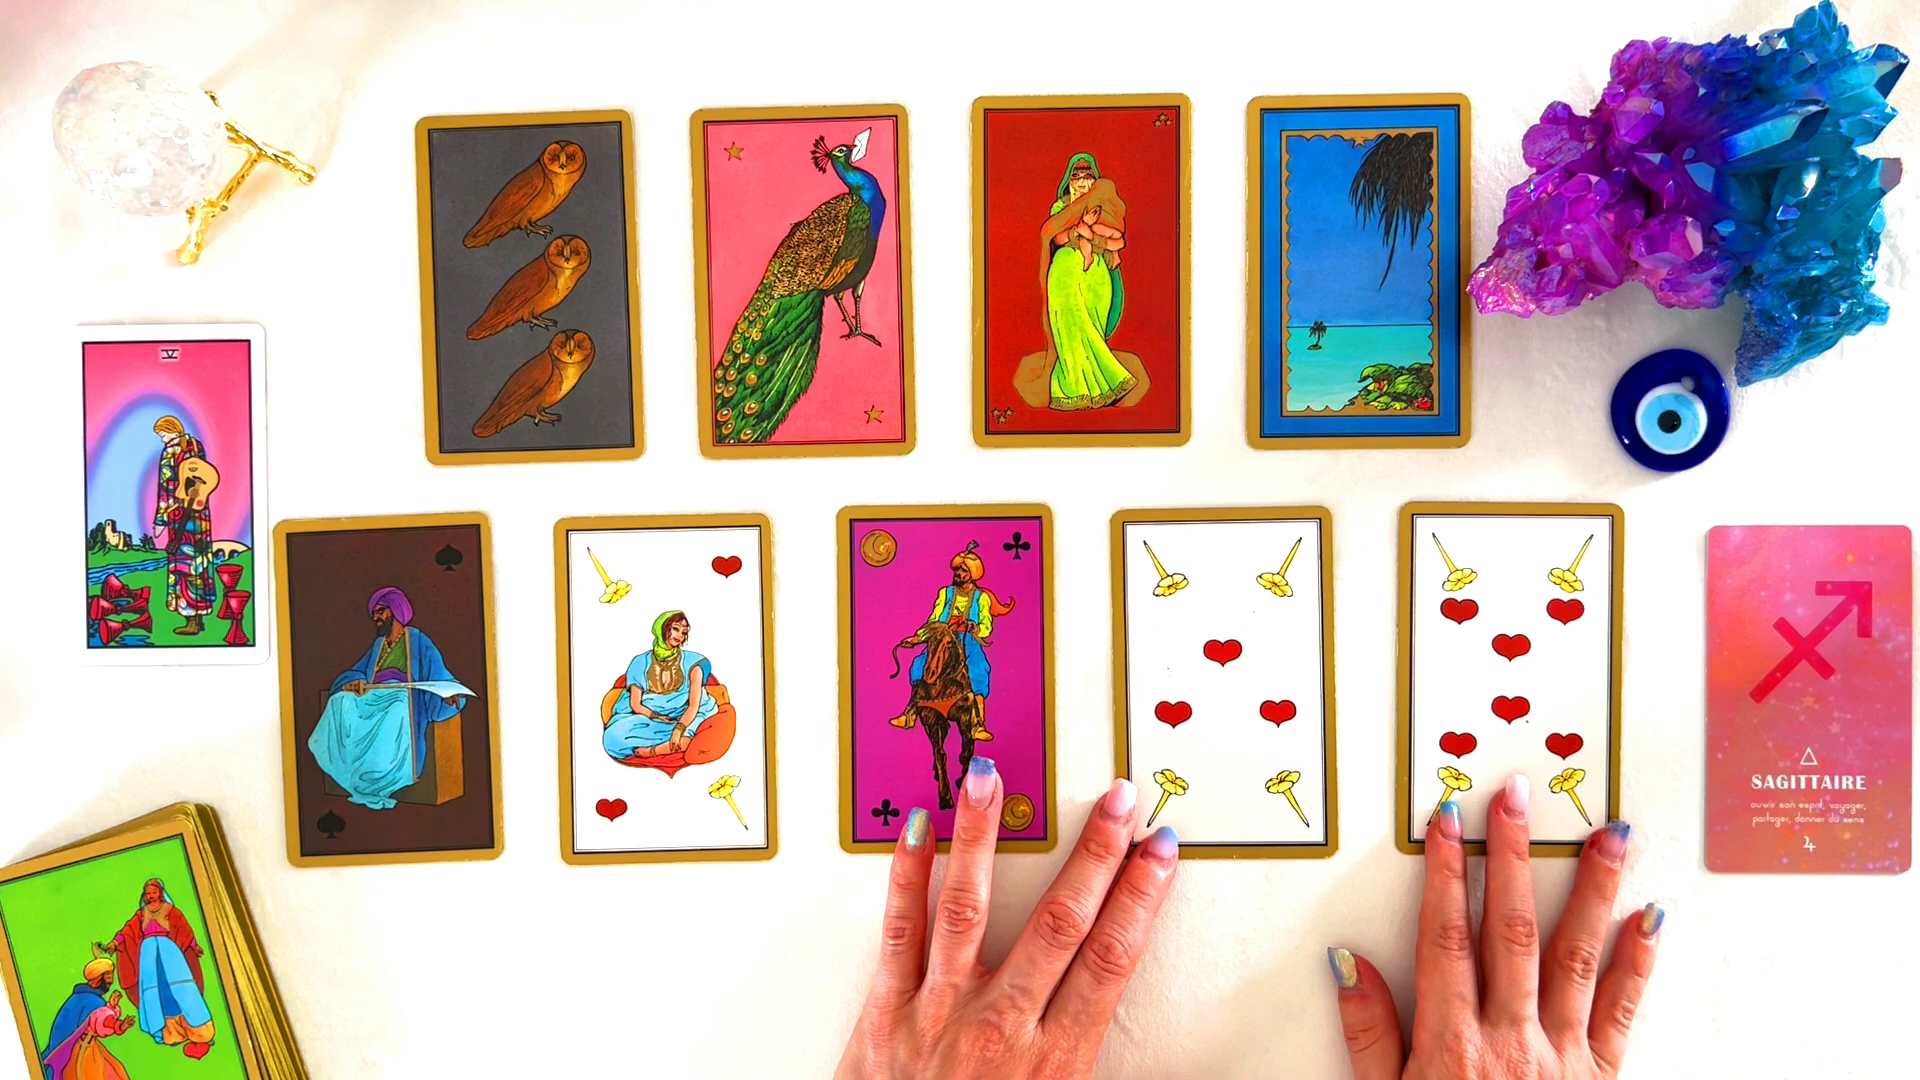 V
SAGITTAIRE
ouvrir son esprit, voyager,
partager, donner du sens